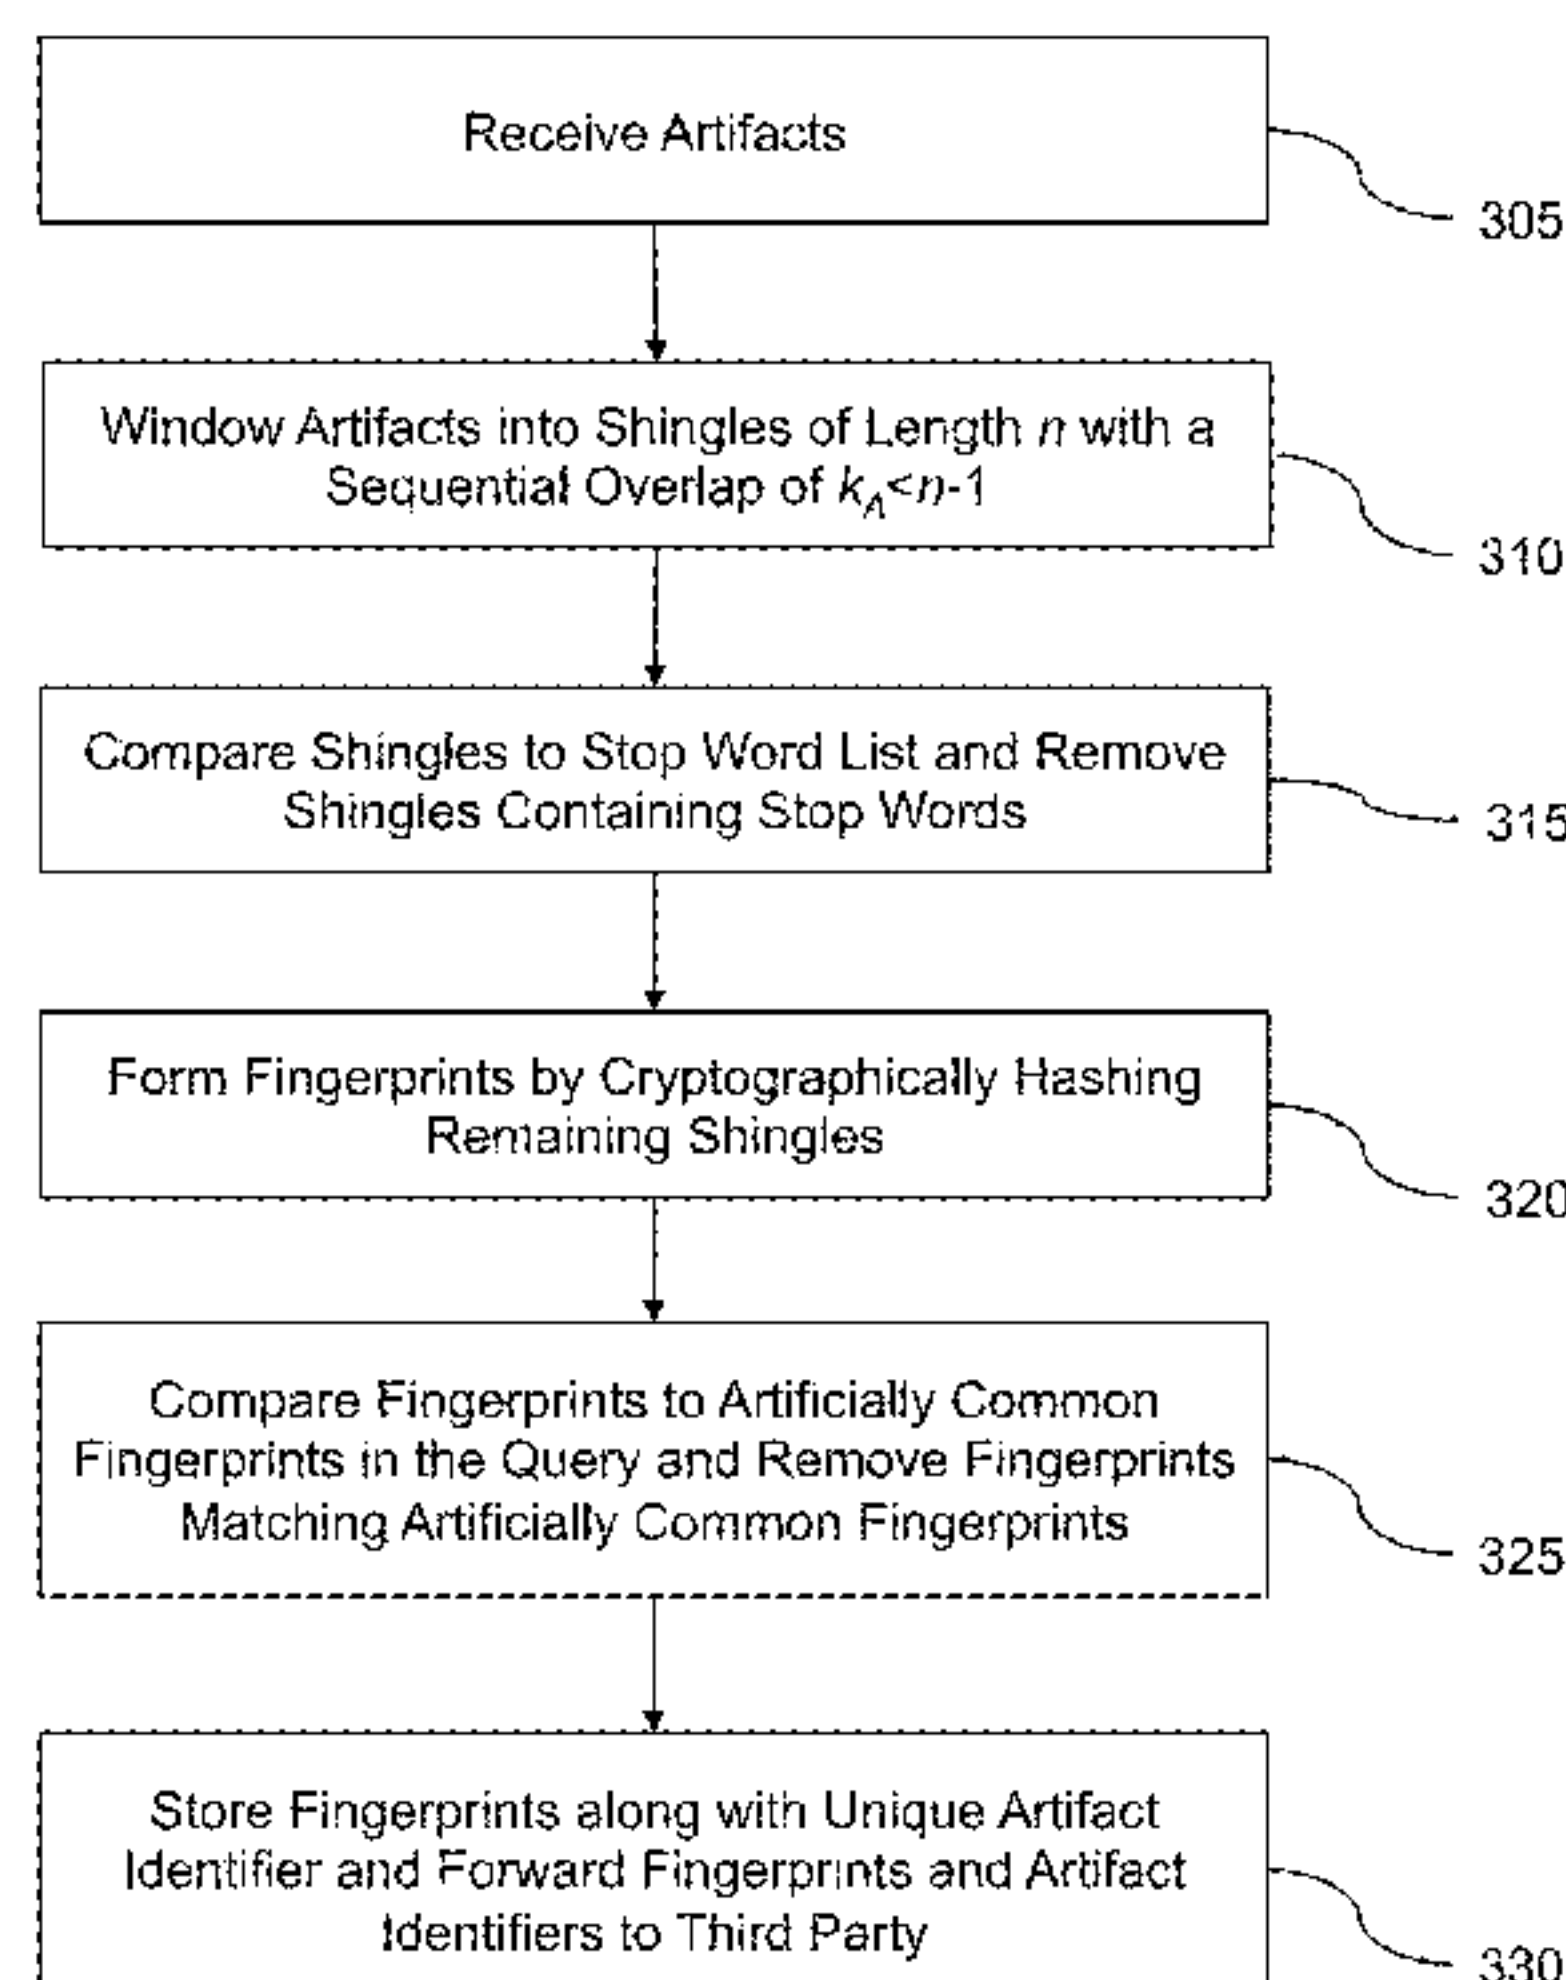 Receive Artifacts
305
Window Artifacts into Shingles of Length n with a
Sequential Overlap of kA<n-1
310
Compare Shingles to Stop Word List and Remove
Shingles Containing Stop Words
315
Form Fingerprints by Cryptographically Hashing
Remaining Shingles
320
Compare Fingerprints to Artificially Common
Fingerprints in the Query and Remove Fingerprints
Matching Artificially Common Fingerprints
325
Store Fingerprints along with Unique Artifact
Identifier and Forward Fingerprints and Artifact
Identifiers to Third Party
330